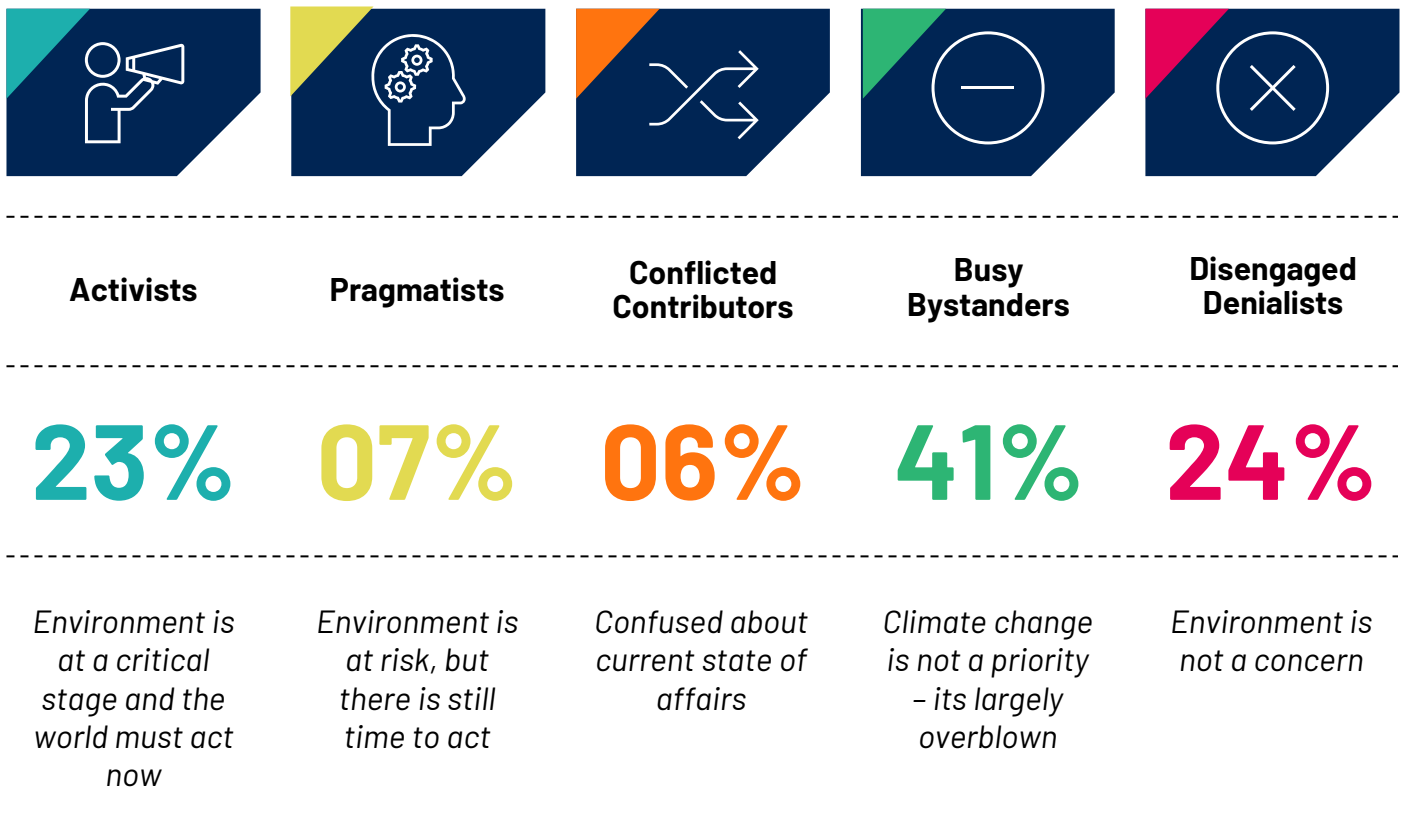 Activists
Pragmatists
Conflicted
Contributors
Busy
Bystanders
Disengaged
Denialists
23%
07%
06%
41%
24%
Environment is
at a critical
stage and the
world must act
now
Environment is
at risk, but
there is still
time to act
Confused about
current state of
affairs
Climate change
is not a priority
– its largely
overblown
Environment is
not a concern